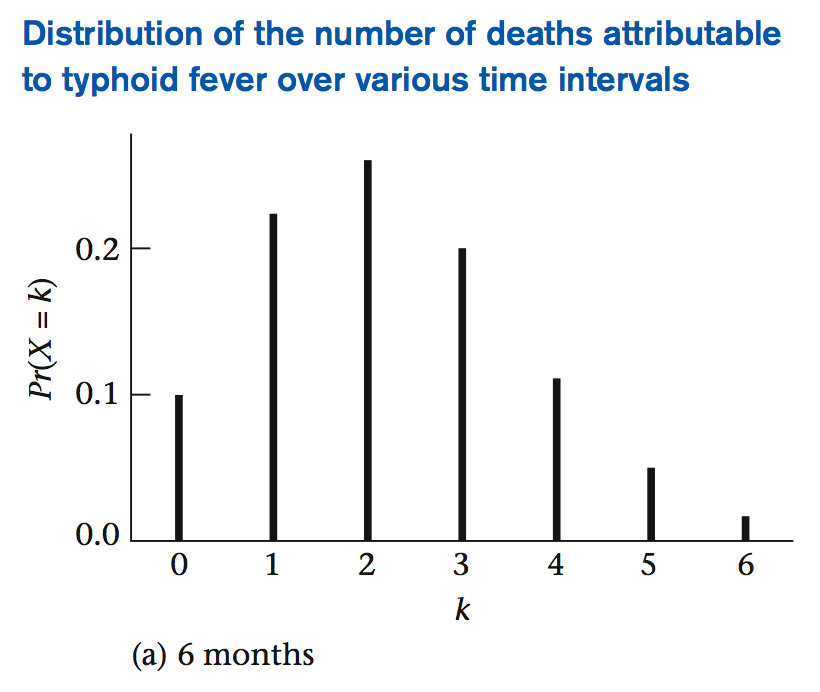 Distribution of the number of deaths attributable
to typhoid fever over various time intervals
Pr(X = k)
0.2
0.1
0.0
0 1 2 3 4 5 6
k
(a) 6 months